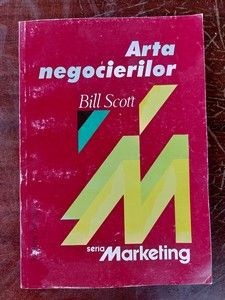 Arta
negocierilor
Bill Scott
seria Marketing